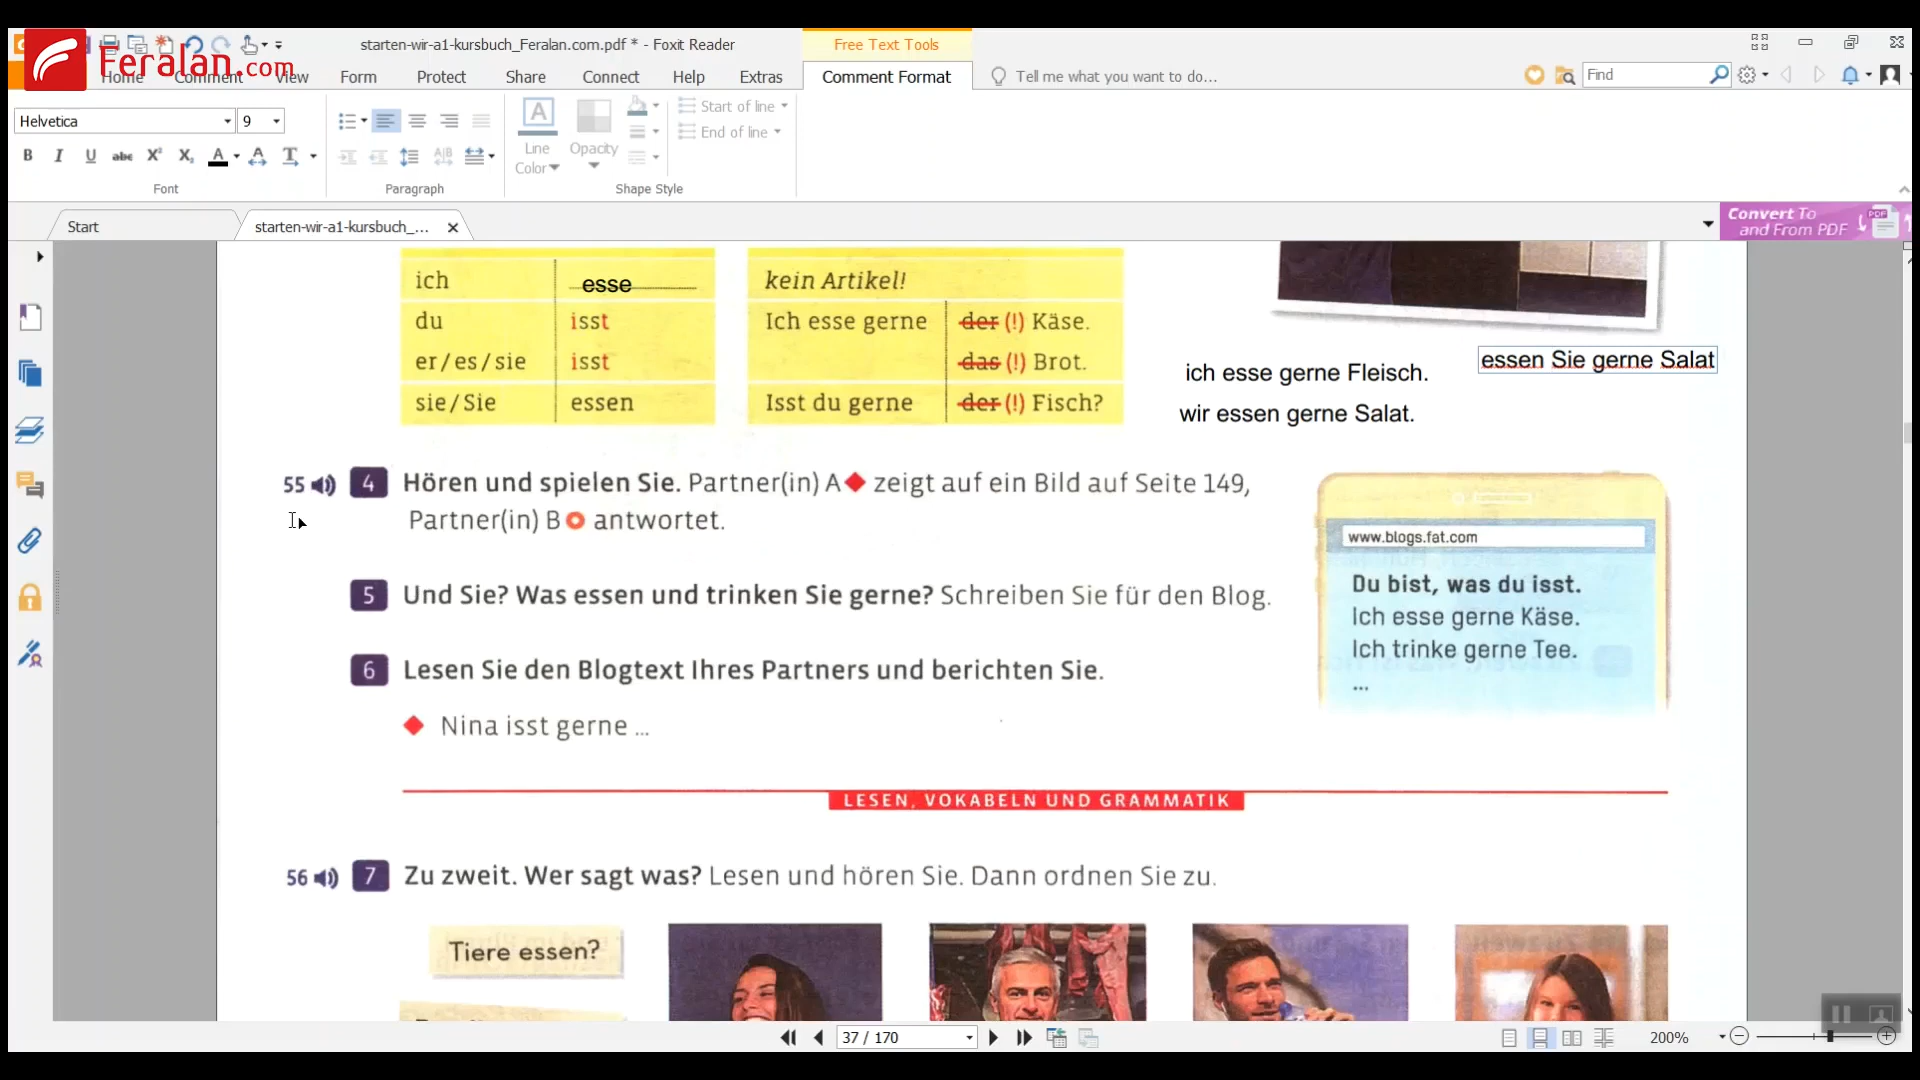 Feralan.com
starten-wir-a1-kursbuch_Feralan.com.pdf * - Foxit Reader
Free Text Tools
Home Comment View Form Protect Share Connect Help Extras Comment Format Tell me what you want to do... Find
Helvetica 9
Start of line
End of line
Line Color
Opacity
B I U abc X² X₂ A A T
Font Paragraph Shape Style
Start
starten-wir-a1-kursbuch_...
Convert To
and From PDF
PDF
ich esse
du isst
er/es/sie isst
sie/Sie essen
kein Artikel!
Ich esse gerne der (!) Käse.
das (!) Brot.
Isst du gerne der (!) Fisch?
essen Sie gerne Salat
ich esse gerne Fleisch.
wir essen gerne Salat.
55 4 Hören und spielen Sie. Partner(in) A zeigt auf ein Bild auf Seite 149,
Partner(in) B antwortet.
5 Und Sie? Was essen und trinken Sie gerne? Schreiben Sie für den Blog.
6 Lesen Sie den Blogtext Ihres Partners und berichten Sie.
Nina isst gerne ...
www.blogs.fat.com
Du bist, was du isst.
Ich esse gerne Käse.
Ich trinke gerne Tee.
...
LESEN, VOKABELN UND GRAMMATIK
56 7 Zu zweit. Wer sagt was? Lesen und hören Sie. Dann ordnen Sie zu.
Tiere essen?
37 / 170
200%